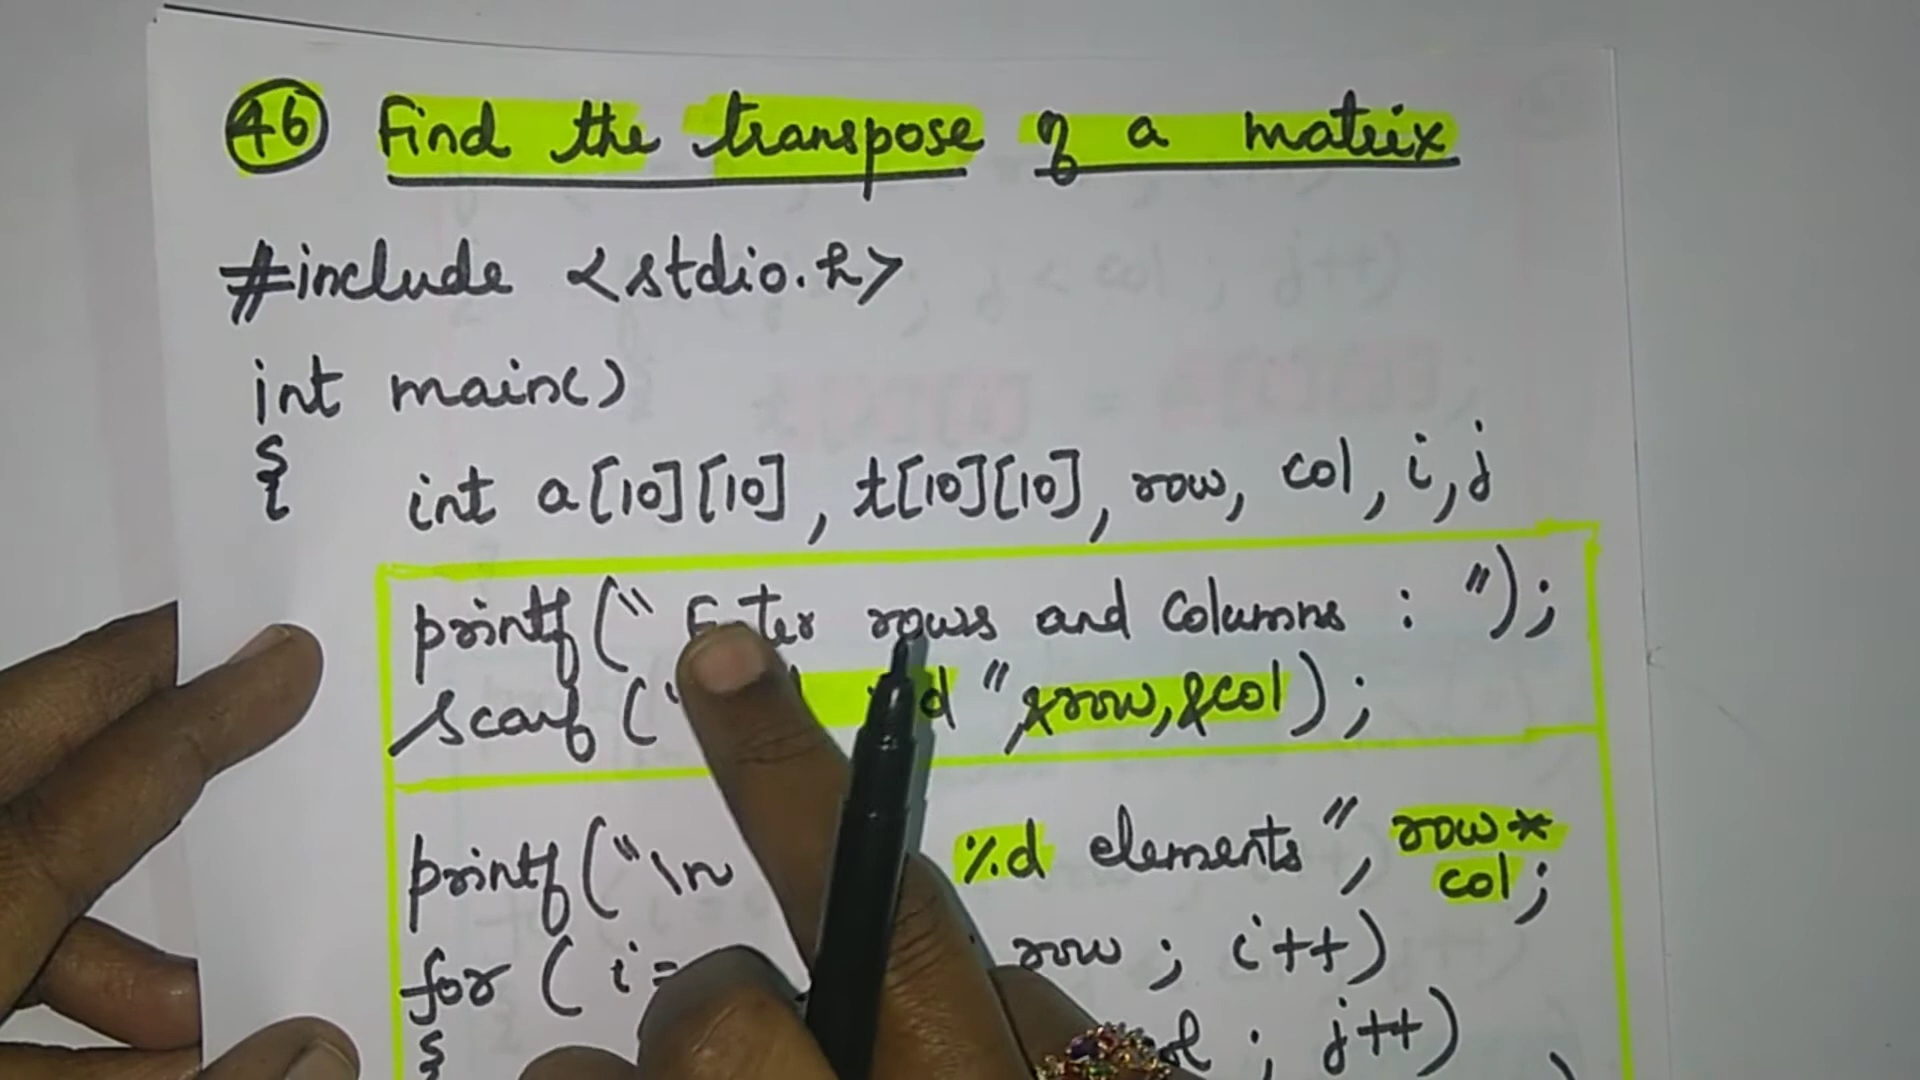 46 Find the transpose of a matrix
#include <stdio.h>
int main()
{
int a[10][10], t[10][10], row, col, i, j
printf(" Enter rows and columns : ");
scanf(" d ", &row, &col);
printf("\n %d elements", row*
col;
for ( i= row ; i++)
{ ; j++)
)